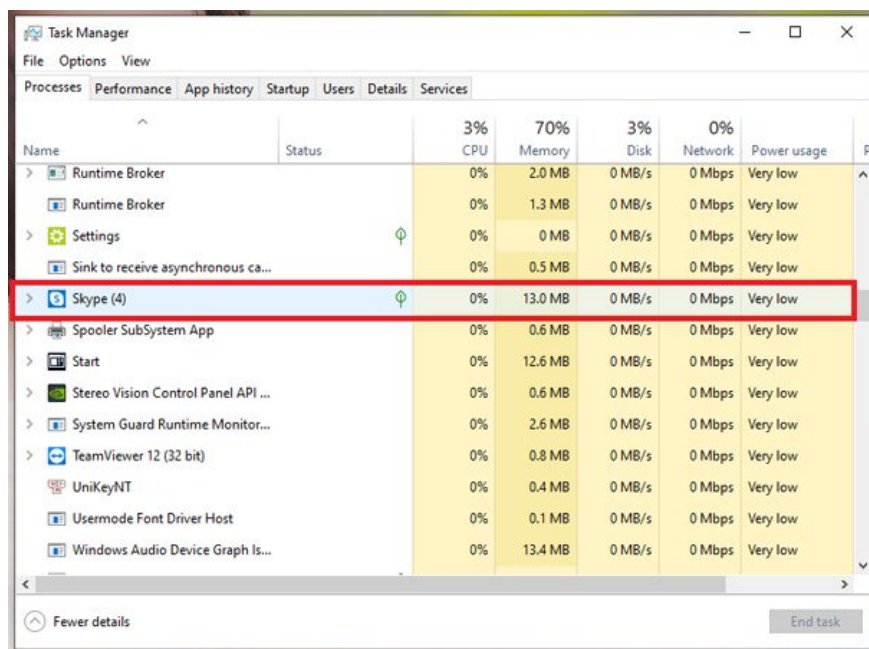 Task Manager
File Options View
Processes Performance App history Startup Users Details Services
3% 70% 3% 0%
Name Status CPU Memory Disk Network Power usage P
Runtime Broker 0% 2.0 MB 0 MB/s 0 Mbps Very low
Runtime Broker 0% 1.3 MB 0 MB/s 0 Mbps Very low
Settings 0% 0 MB 0 MB/s 0 Mbps Very low
Sink to receive asynchronous ca... 0% 0.5 MB 0 MB/s 0 Mbps Very low
Skype (4) 0% 13.0 MB 0 MB/s 0 Mbps Very low
Spooler SubSystem App 0% 0.6 MB 0 MB/s 0 Mbps Very low
Start 0% 12.6 MB 0 MB/s 0 Mbps Very low
Stereo Vision Control Panel API ... 0% 0.6 MB 0 MB/s 0 Mbps Very low
System Guard Runtime Monitor... 0% 2.6 MB 0 MB/s 0 Mbps Very low
TeamViewer 12 (32 bit) 0% 0.8 MB 0 MB/s 0 Mbps Very low
UniKeyNT 0% 0.4 MB 0 MB/s 0 Mbps Very low
Usermode Font Driver Host 0% 0.1 MB 0 MB/s 0 Mbps Very low
Windows Audio Device Graph Is... 0% 13.4 MB 0 MB/s 0 Mbps Very low
Fewer details End task